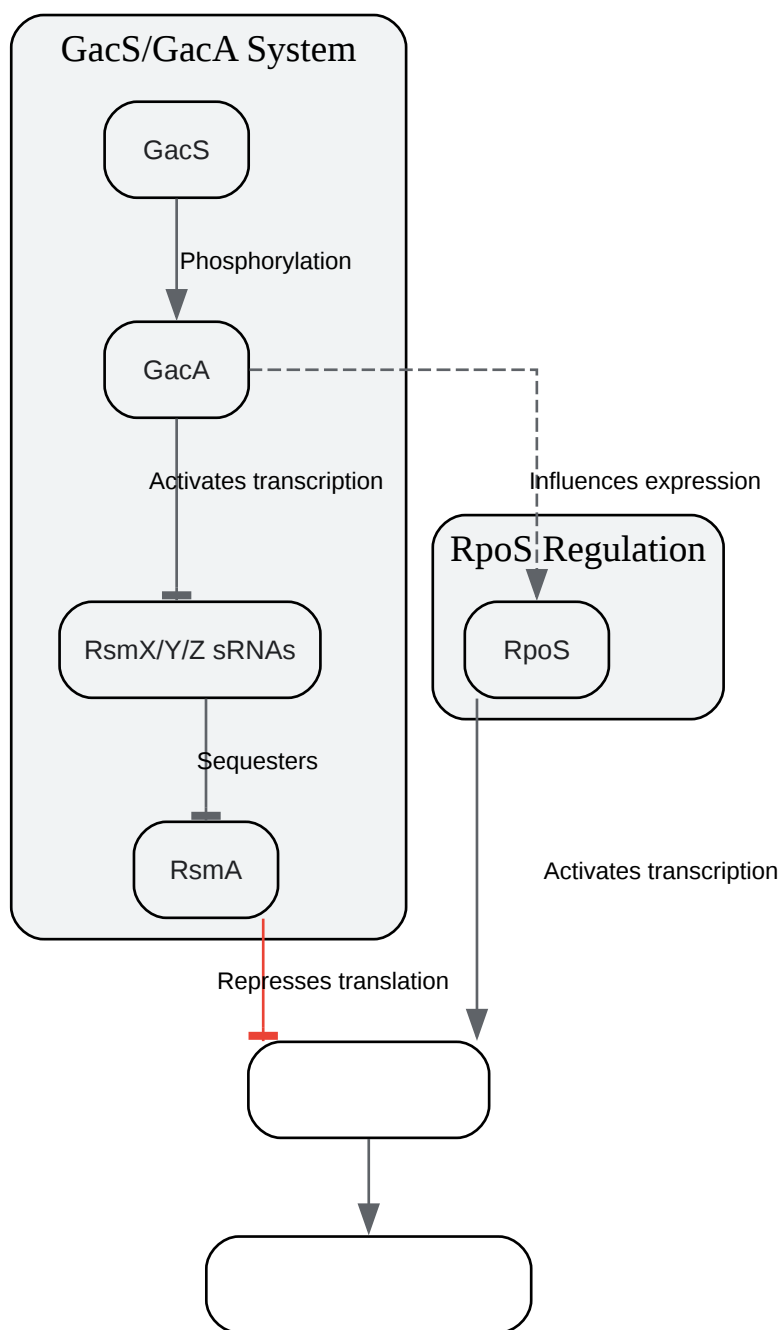 GacS/GacA System
GacS
Phosphorylation
GacA
Activates transcription
Influences expression
RpoS Regulation
RsmX/Y/Z sRNAs
RpoS
Sequesters
RsmA
Activates transcription
Represses translation